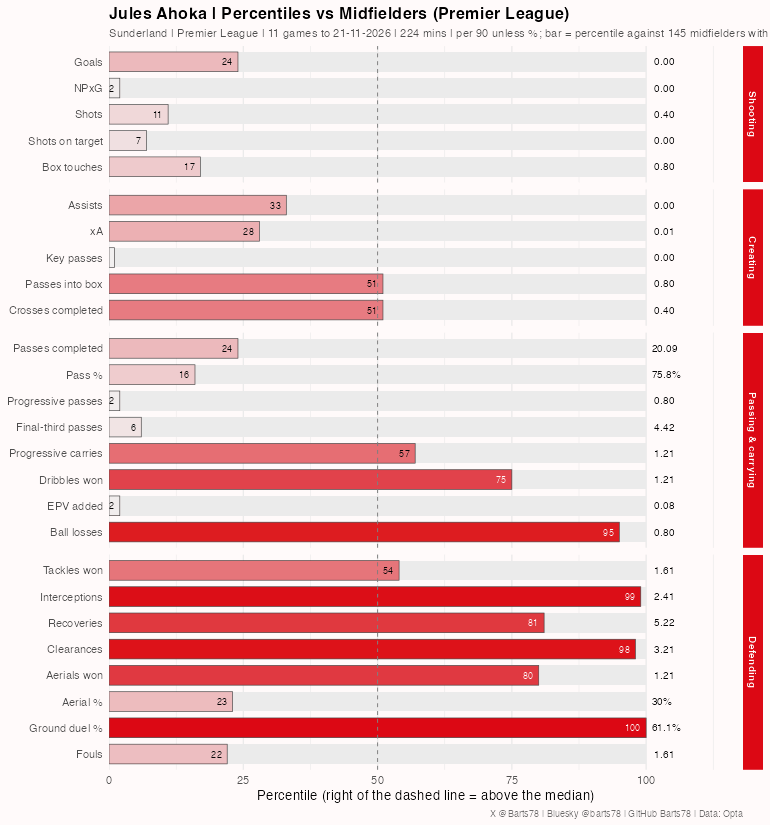 Jules Ahoka | Percentiles vs Midfielders (Premier League)
Sunderland | Premier League | 11 games to 21-11-2026 | 224 mins | per 90 unless %; bar = percentile against 145 midfielders with
Shooting
Goals 24 0.00
NPxG 2 0.00
Shots 11 0.40
Shots on target 7 0.00
Box touches 17 0.80
Creating
Assists 33 0.00
xA 28 0.01
Key passes 0.00
Passes into box 51 0.80
Crosses completed 51 0.40
Passing & carrying
Passes completed 24 20.09
Pass % 16 75.8%
Progressive passes 2 0.80
Final-third passes 6 4.42
Progressive carries 57 1.21
Dribbles won 75 1.21
EPV added 2 0.08
Ball losses 95 0.80
Defending
Tackles won 54 1.61
Interceptions 99 2.41
Recoveries 81 5.22
Clearances 98 3.21
Aerials won 80 1.21
Aerial % 23 30%
Ground duel % 100 61.1%
Fouls 22 1.61
0 25 50 75 100
Percentile (right of the dashed line = above the median)
X @Barts78 | Bluesky @barts78 | GitHub Barts78 | Data: Opta